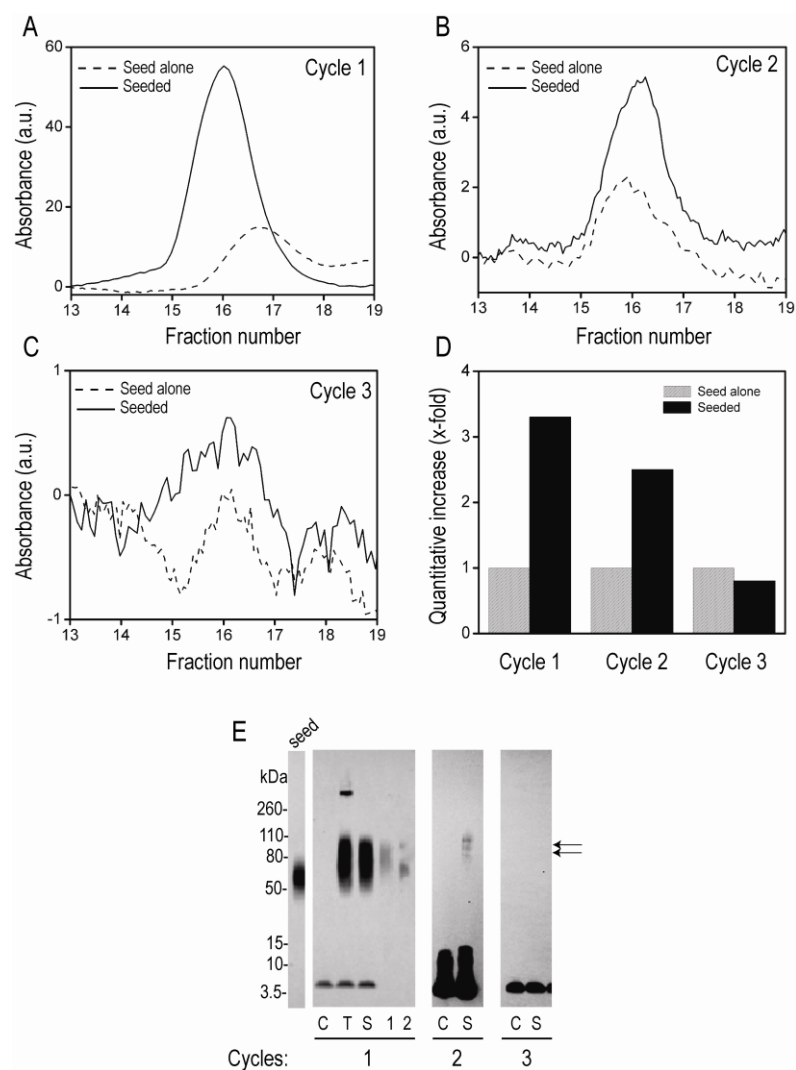 A
60
40
20
0
Absorbance (a.u.)
Seed alone
Seeded
Cycle 1
13 14 15 16 17 18 19
Fraction number
B
6
4
2
0
Absorbance (a.u.)
Seed alone
Seeded
Cycle 2
13 14 15 16 17 18 19
Fraction number
C
1
0
-1
Absorbance (a.u.)
Seed alone
Seeded
Cycle 3
13 14 15 16 17 18 19
Fraction number
D
4
3
2
1
0
Quantitative increase (x-fold)
Seed alone
Seeded
Cycle 1 Cycle 2 Cycle 3
E
seed
kDa
260-
110-
80-
50-
15-
10-
3.5-
C T S 1 2 C S C S
Cycles: 1 2 3